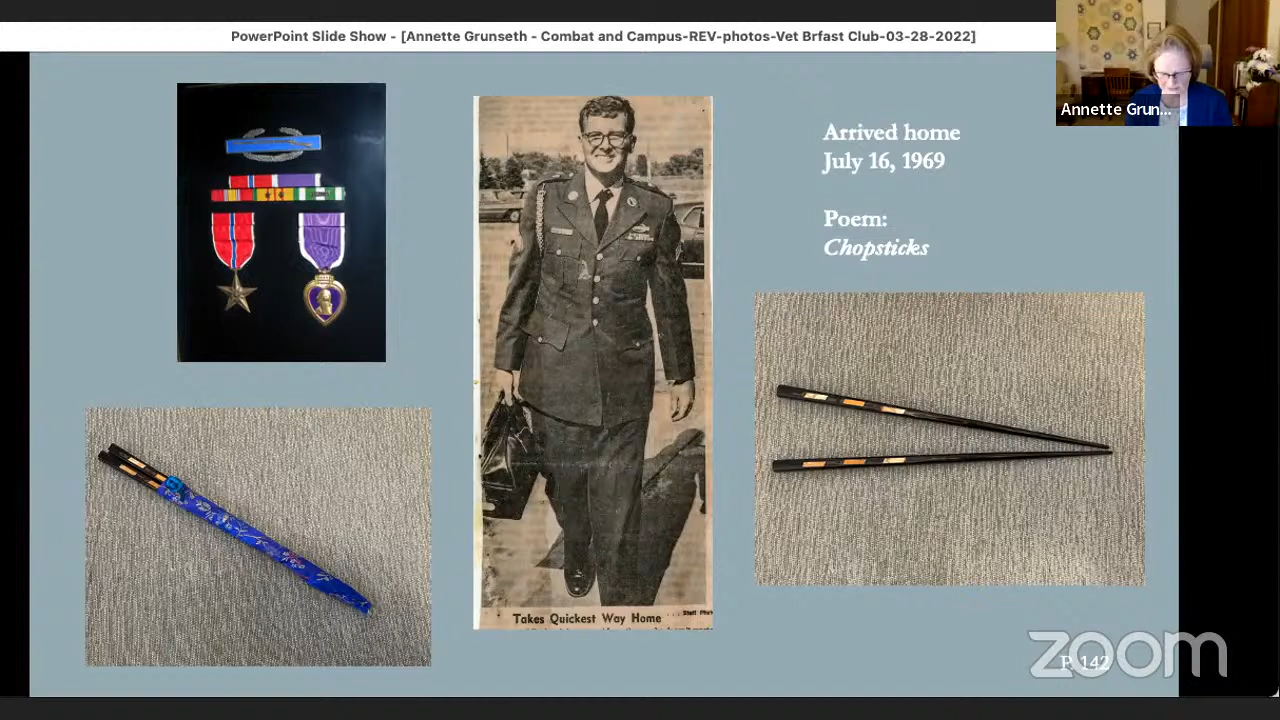 PowerPoint Slide Show - [Annette Grunseth - Combat and Campus-REV-photos-Vet Brfast Club-03-28-2022]
Annette Grun...
Arrived home
July 16, 1969
Poem:
Chopsticks
Takes Quickest Way Home
zoom
P. 142